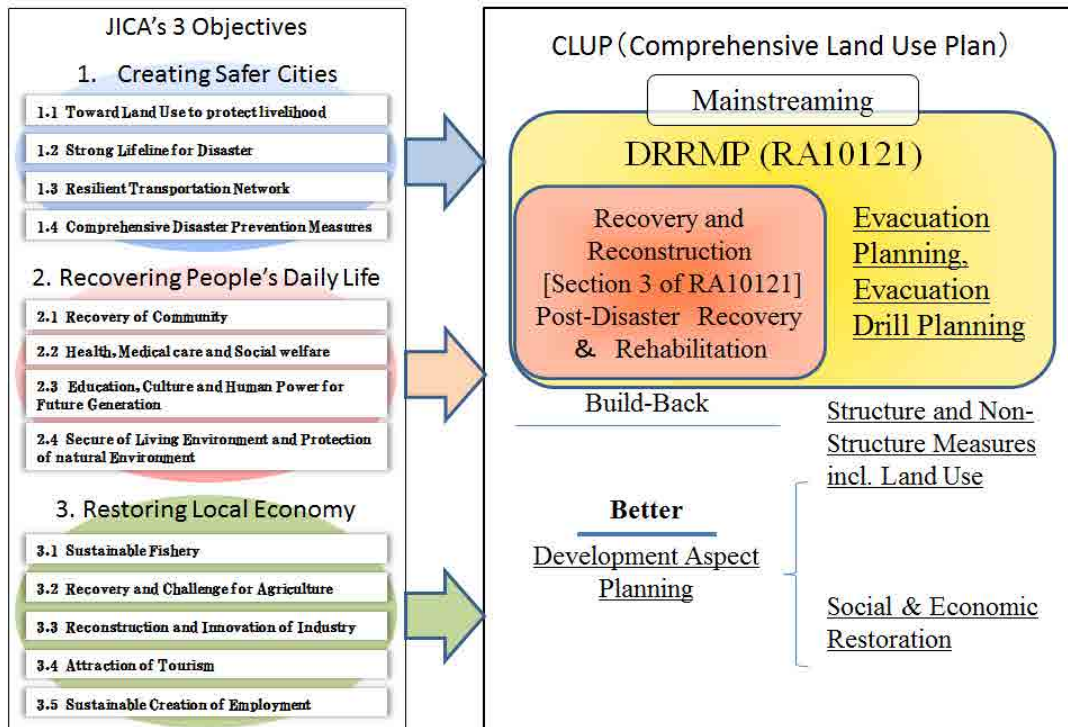 JICA's 3 Objectives
1. Creating Safer Cities
1.1 Toward Land Use to protect livelihood
1.2 Strong Lifeline for Disaster
1.3 Resilient Transportation Network
1.4 Comprehensive Disaster Prevention Measures
2. Recovering People's Daily Life
2.1 Recovery of Community
2.2 Health, Medical care and Social welfare
2.3 Education, Culture and Human Power for
Future Generation
2.4 Secure of Living Environment and Protection
of natural Environment
3. Restoring Local Economy
3.1 Sustainable Fishery
3.2 Recovery and Challenge for Agriculture
3.3 Reconstruction and Innovation of Industry
3.4 Attraction of Tourism
3.5 Sustainable Creation of Employment
CLUP（Comprehensive Land Use Plan）
Mainstreaming
DRRMP (RA10121)
Recovery and
Reconstruction
[Section 3 of RA10121]
Post-Disaster Recovery
& Rehabilitation
Evacuation
Planning,
Evacuation
Drill Planning
Build-Back
Better
Development Aspect
Planning
Structure and Non-
Structure Measures
incl. Land Use
Social & Economic
Restoration